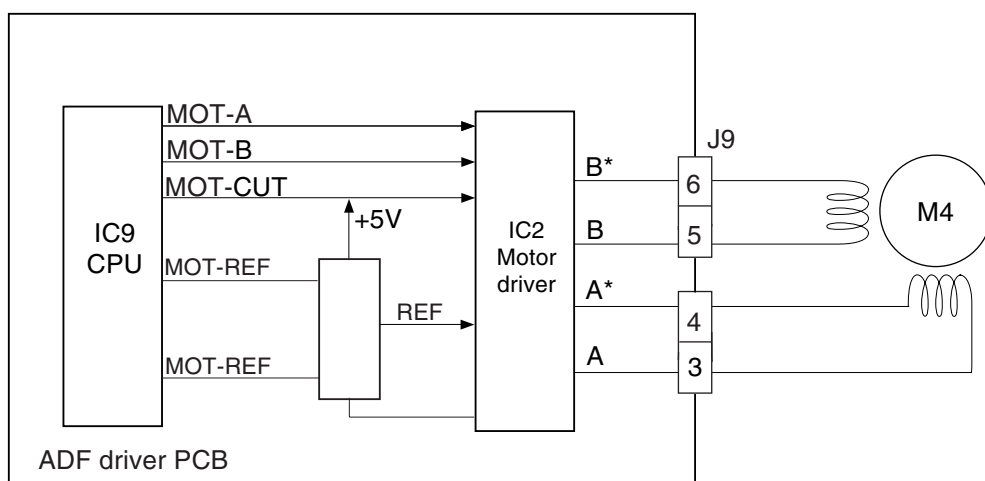 MOT-A
MOT-B
MOT-CUT
+5V
IC9
CPU
MOT-REF
REF
MOT-REF
IC2
Motor
driver
B*
B
A*
A
J9
6
5
4
3
M4
ADF driver PCB